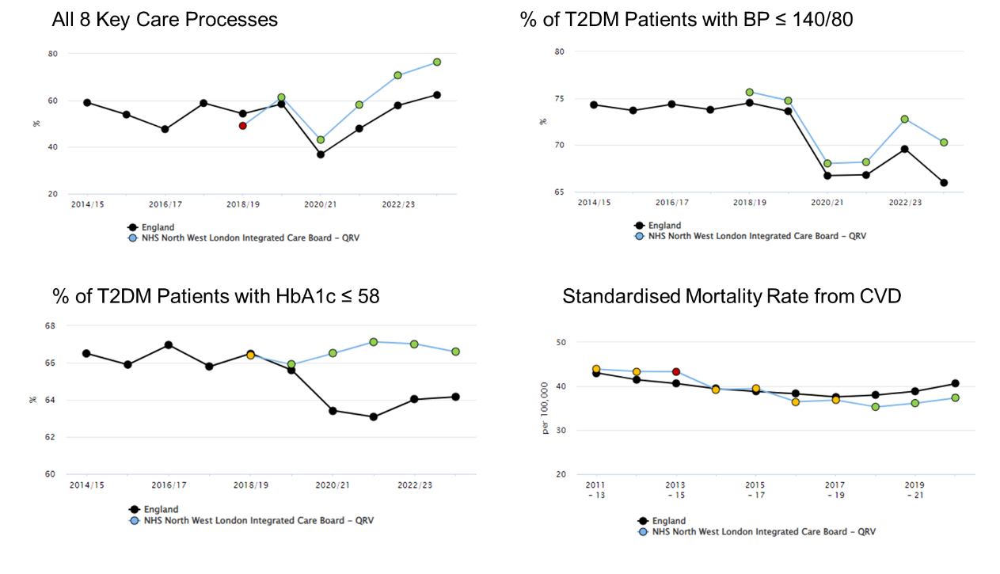 All 8 Key Care Processes
80
60
40
20
%
2014/15 2016/17 2018/19 2020/21 2022/23
England
NHS North West London Integrated Care Board – QRV
% of T2DM Patients with BP ≤ 140/80
80
75
70
65
%
2014/15 2016/17 2018/19 2020/21 2022/23
England
NHS North West London Integrated Care Board – QRV
% of T2DM Patients with HbA1c ≤ 58
68
66
64
62
60
%
2014/15 2016/17 2018/19 2020/21 2022/23
England
NHS North West London Integrated Care Board – QRV
Standardised Mortality Rate from CVD
50
40
30
20
per 100,000
2011 2013 2015 2017 2019
– 13 – 15 – 17 – 19 – 21
England
NHS North West London Integrated Care Board – QRV